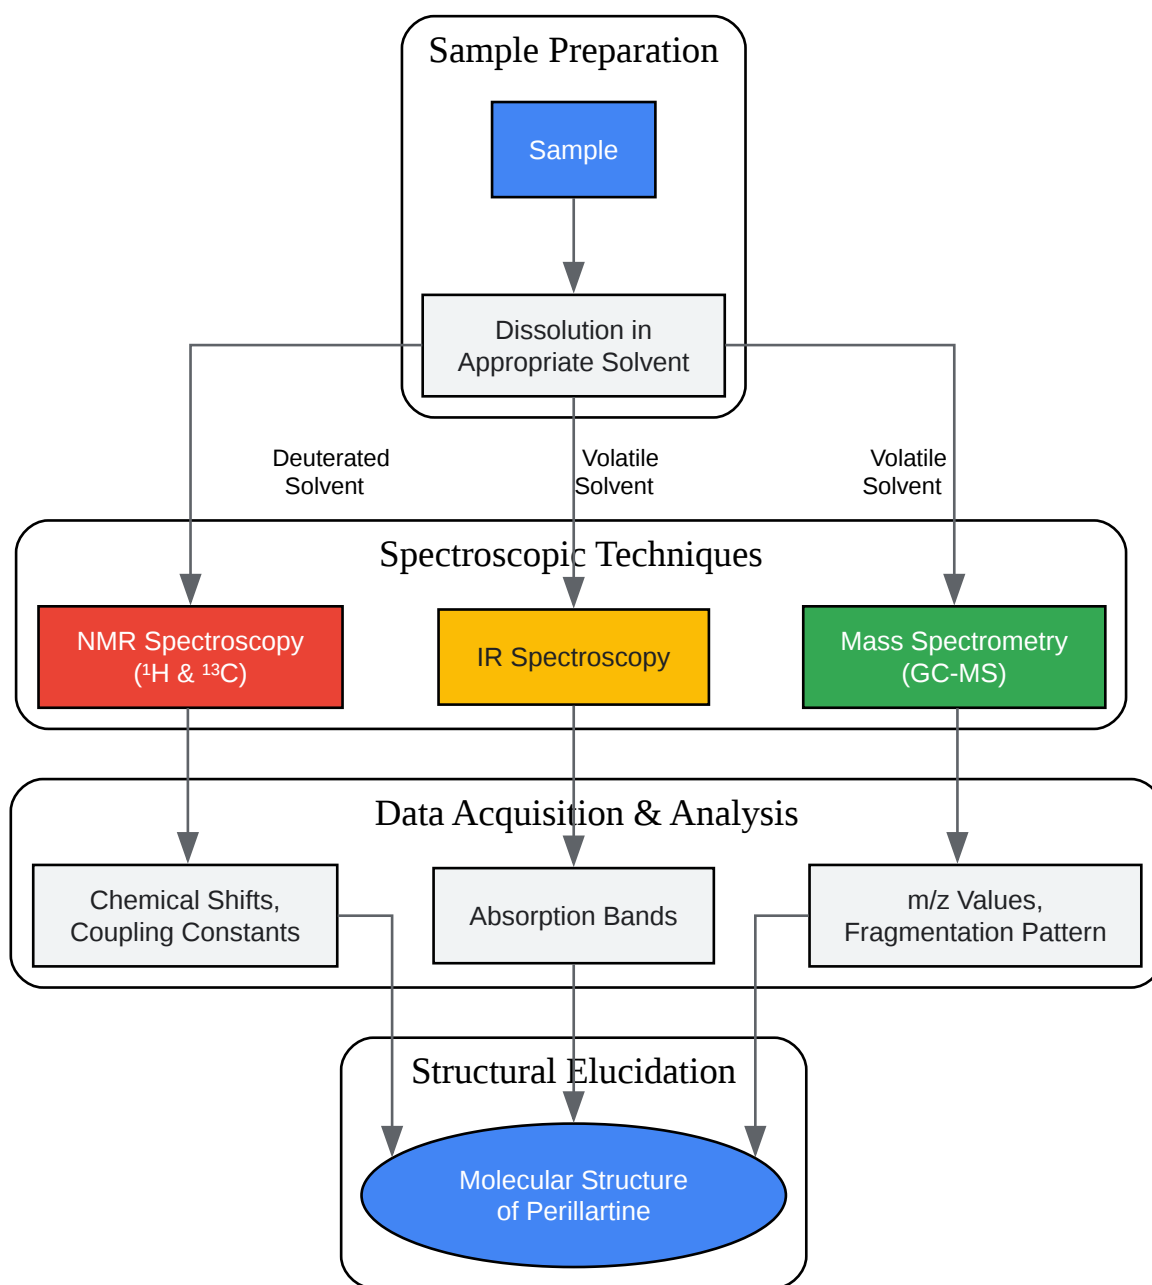 Sample Preparation
Sample
Dissolution in
Appropriate Solvent
Deuterated
Solvent
Volatile
Solvent
Volatile
Solvent
Spectroscopic Techniques
NMR Spectroscopy
(¹H & ¹³C)
IR Spectroscopy
Mass Spectrometry
(GC-MS)
Data Acquisition & Analysis
Chemical Shifts,
Coupling Constants
Absorption Bands
m/z Values,
Fragmentation Pattern
Structural Elucidation
Molecular Structure
of Perillartine